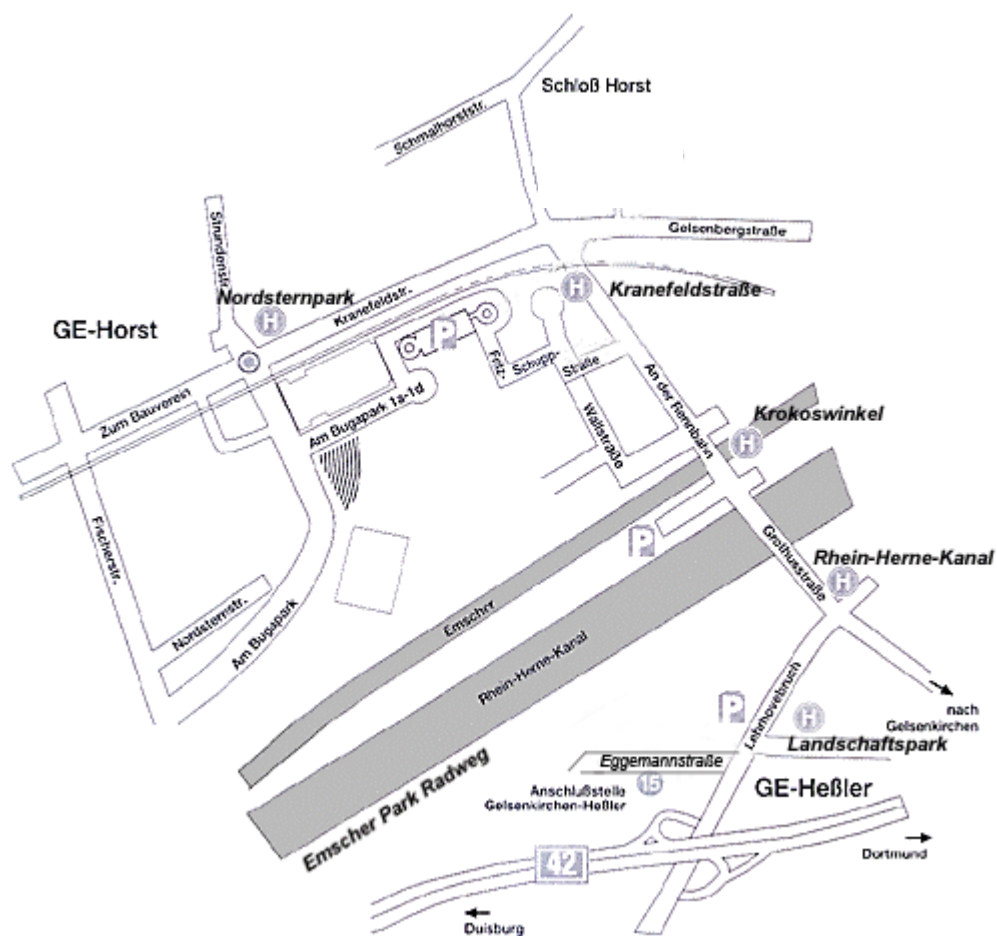 Schloß Horst
Schmalhorststr.
Gelsenbergstraße
Strundenstr.
Nordsternpark
H
Kranefeldstr.
H
Kranefeldstraße
GE-Horst
P
Fritz-
Schupp-
Straße
An der Rennbahn
Zum Bauverein
Am Bugapark 1a-1d
Wallstraße
Krokoswinkel
H
Fischerstr.
P
Grothusstraße
Rhein-Herne-Kanal
H
Nordsternstr.
Am Bugapark
Emscher
Rhein-Herne-Kanal
Lehrhovebruch
nach
Gelsenkirchen
P
H
Landschaftspark
Eggemannstraße
Emscher Park Radweg
Anschlußstelle
Gelsenkirchen-Heßler
15
GE-Heßler
42
Dortmund
Duisburg